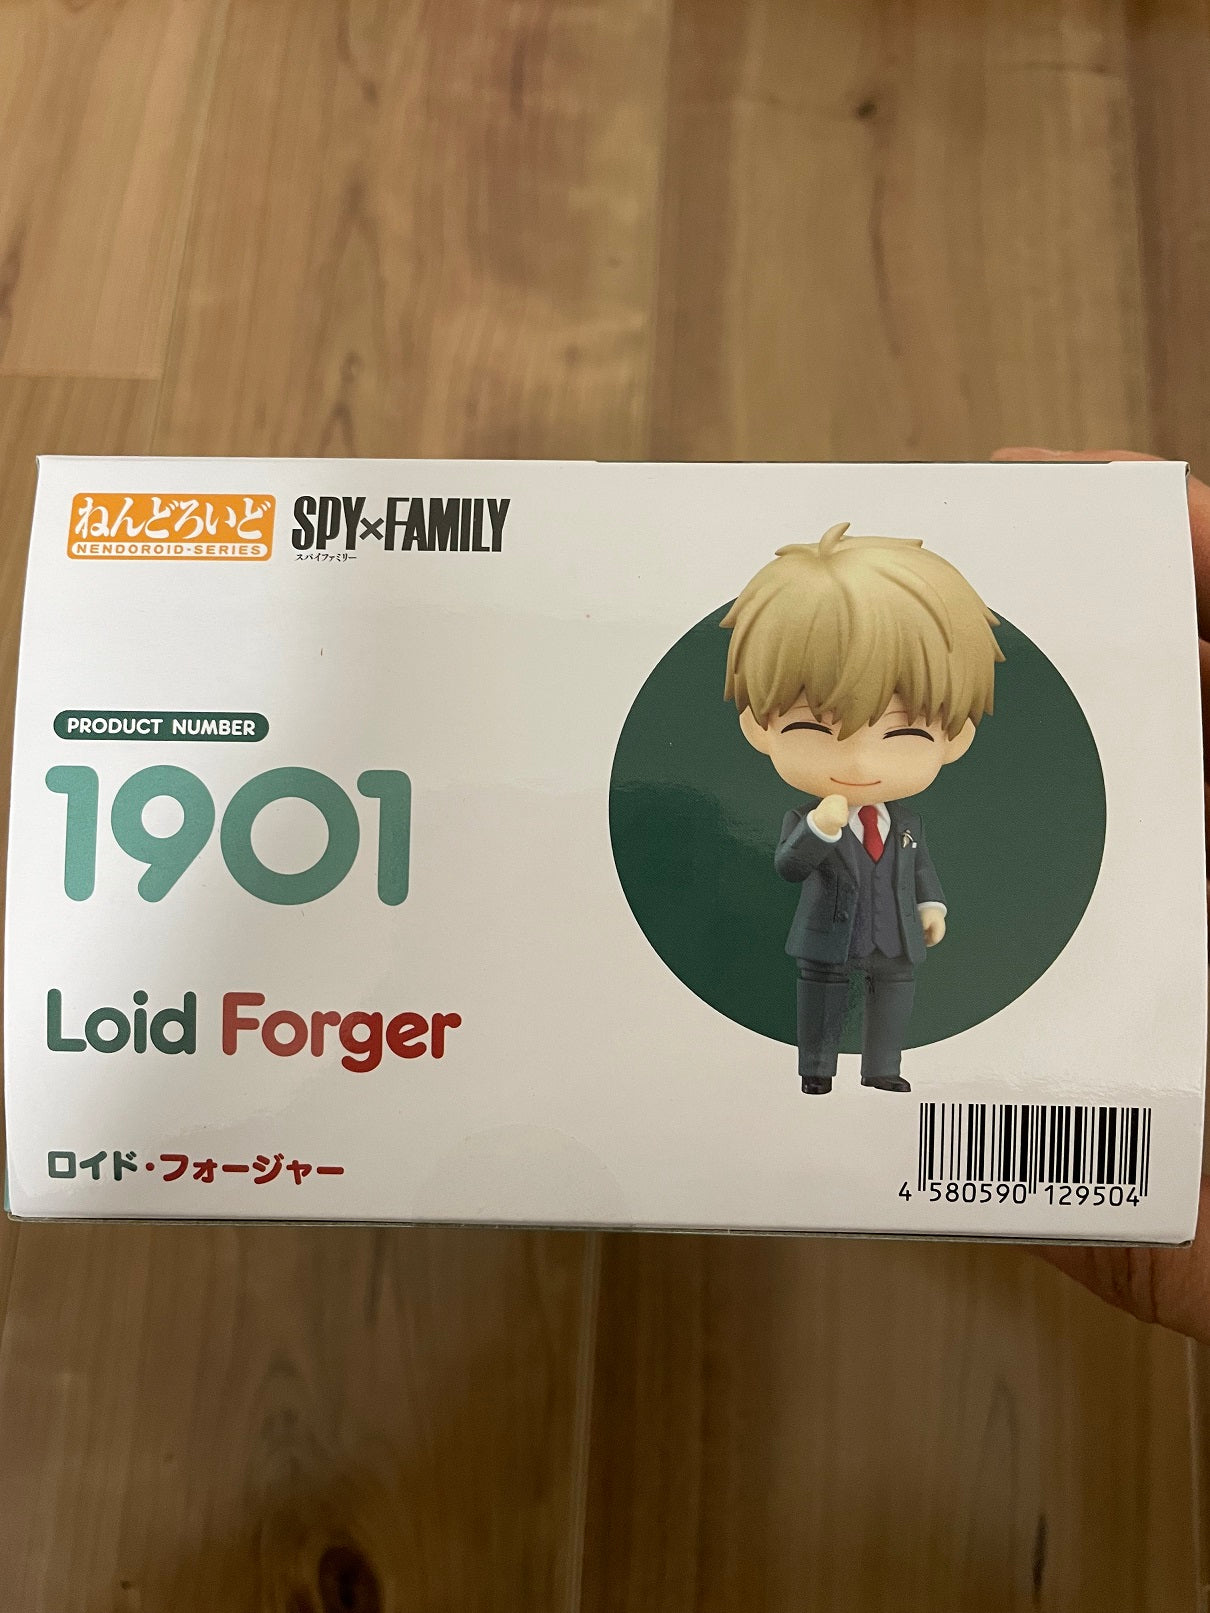 ねんどろいど
NENDOROID·SERIES
SPY×FAMILY
スパイファミリー
PRODUCT NUMBER
1901
Loid Forger
ロイド・フォージャー
4 580590 129504